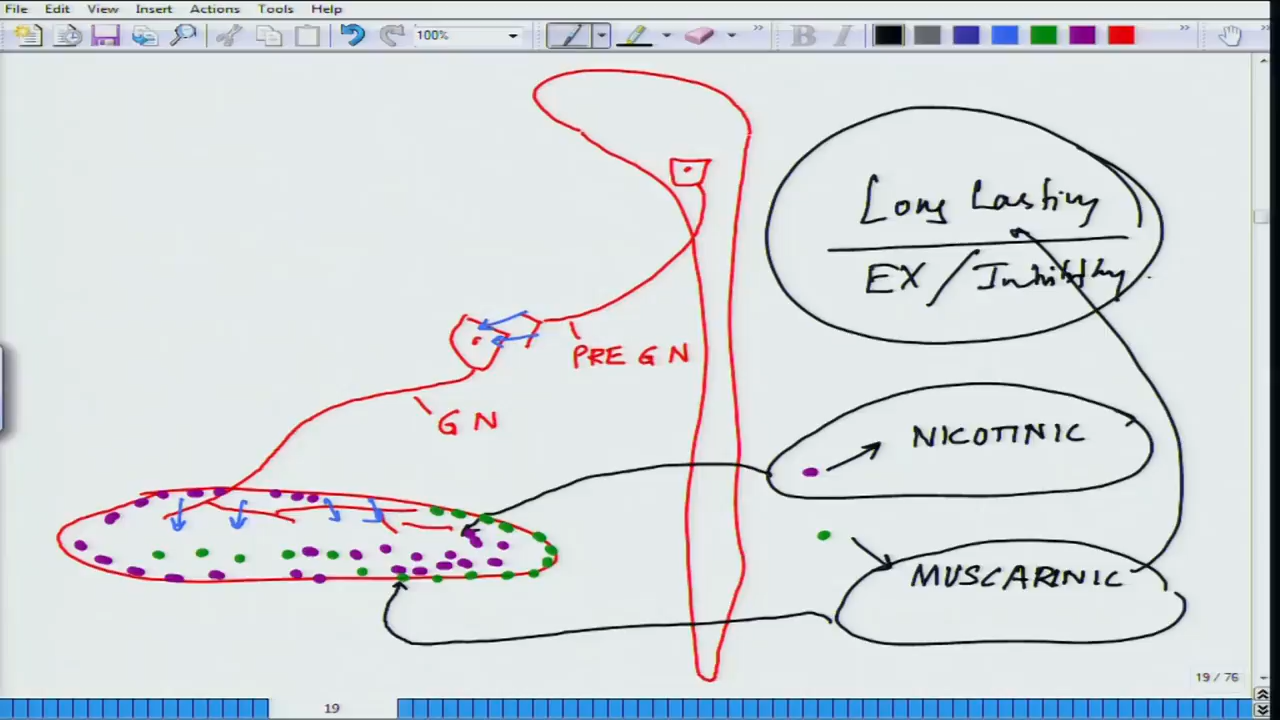 File Edit View Insert Actions Tools Help
100%
B I
Long Lasting
EX/Inhibitory
PRE G N
G N
NICOTINIC
MUSCARINIC
19 / 76
19